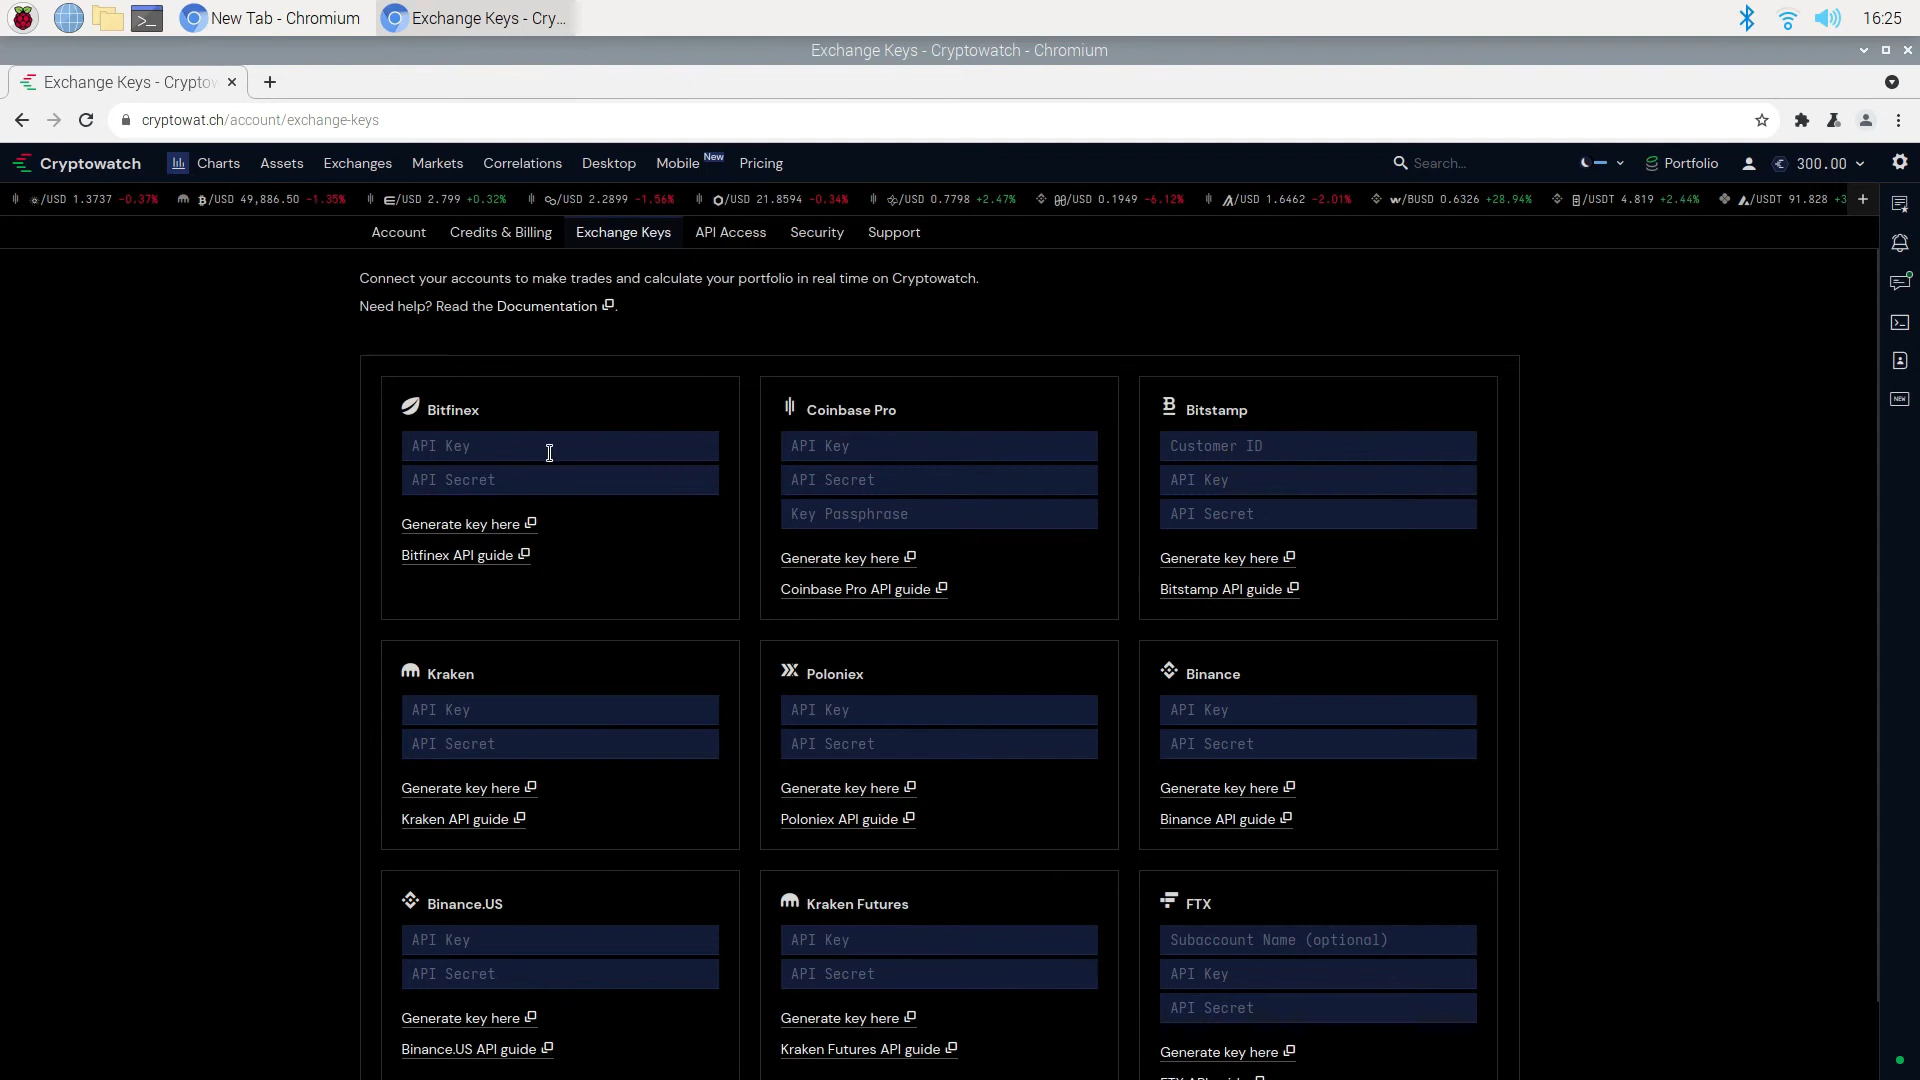 New Tab - Chromium
Exchange Keys - Cry...
16:25
Exchange Keys - Cryptowatch - Chromium
Exchange Keys - Cryptow
cryptowat.ch/account/exchange-keys
Cryptowatch
Charts
Assets
Exchanges
Markets
Correlations
Desktop
Mobile New
Pricing
Search...
Portfolio
300.00
/USD 1.3737 -0.37%
/USD 49,886.50 -1.35%
/USD 2.799 +0.32%
/USD 2.2899 -1.56%
/USD 21.8594 -0.34%
/USD 0.7798 +2.47%
/USD 0.1949 -6.12%
/USD 1.6462 -2.01%
/BUSD 0.6326 +28.94%
/USDT 4.819 +2.44%
/USDT 91.828 +3
Account
Credits & Billing
Exchange Keys
API Access
Security
Support
Connect your accounts to make trades and calculate your portfolio in real time on Cryptowatch.
Need help? Read the Documentation .
Bitfinex
API Key
API Secret
Generate key here
Bitfinex API guide
Coinbase Pro
API Key
API Secret
Key Passphrase
Generate key here
Coinbase Pro API guide
Bitstamp
Customer ID
API Key
API Secret
Generate key here
Bitstamp API guide
Kraken
API Key
API Secret
Generate key here
Kraken API guide
Poloniex
API Key
API Secret
Generate key here
Poloniex API guide
Binance
API Key
API Secret
Generate key here
Binance API guide
Binance.US
API Key
API Secret
Generate key here
Binance.US API guide
Kraken Futures
API Key
API Secret
Generate key here
Kraken Futures API guide
FTX
Subaccount Name (optional)
API Key
API Secret
Generate key here
NEW